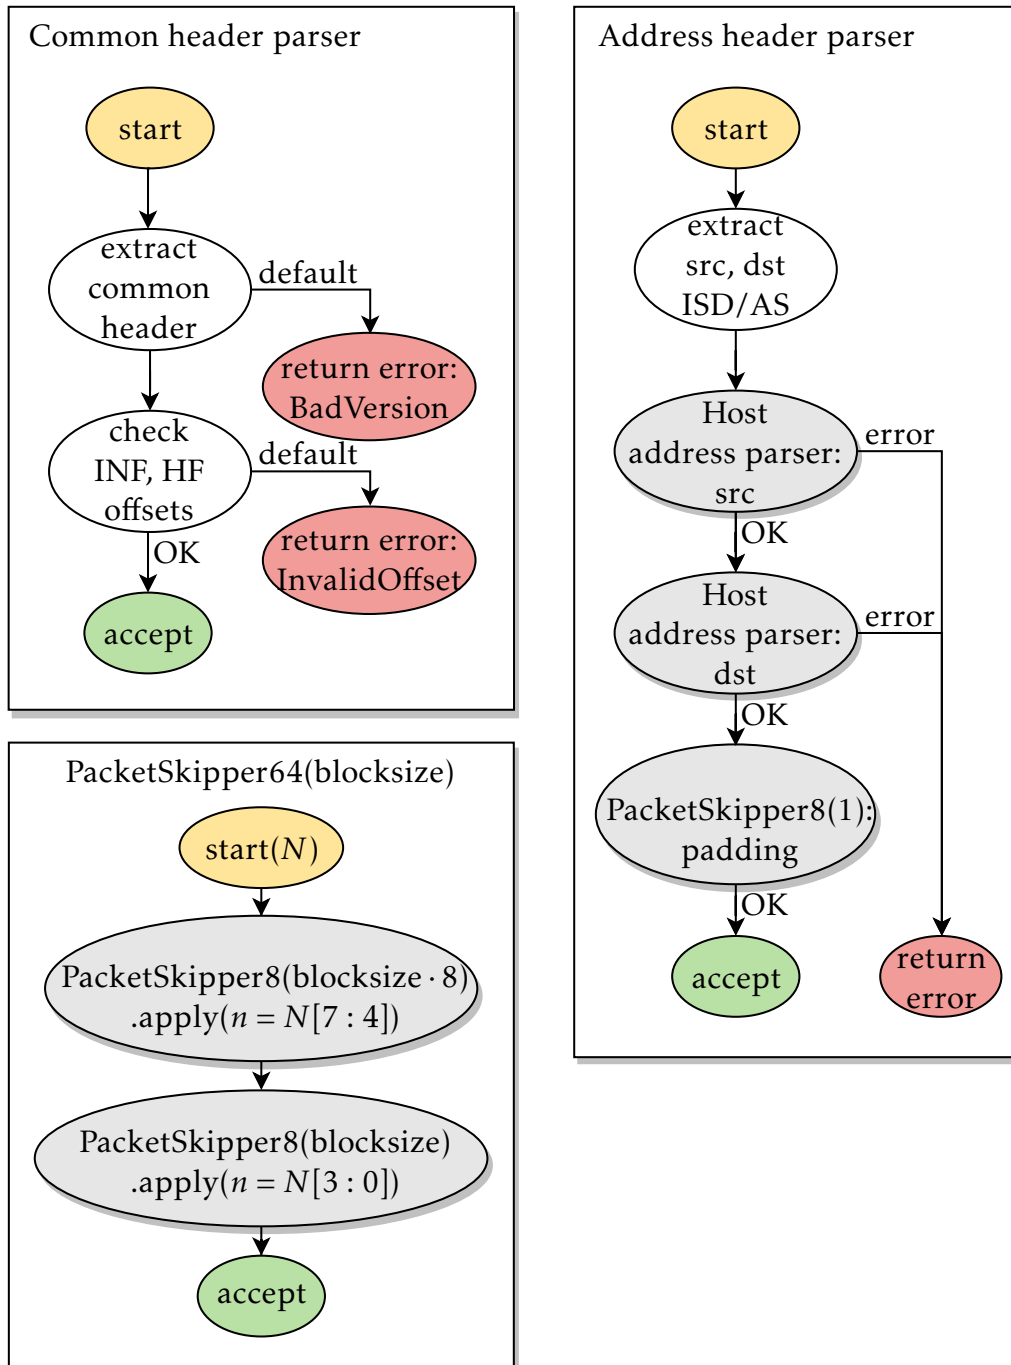 Common header parser
start
extract
common
header
default
return error:
BadVersion
check
INF, HF
offsets
default
return error:
InvalidOffset
OK
accept
PacketSkipper64(blocksize)
start(N)
PacketSkipper8(blocksize · 8)
.apply(n = N[7 : 4])
PacketSkipper8(blocksize)
.apply(n = N[3 : 0])
accept
Address header parser
start
extract
src, dst
ISD/AS
Host
address parser:
src
error
OK
Host
address parser:
dst
error
OK
PacketSkipper8(1):
padding
OK
accept
return
error